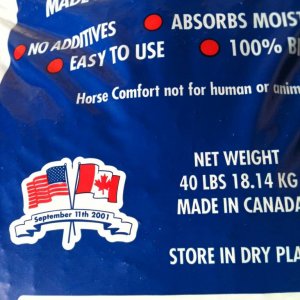 MADE
ABSORBS MOIST
NO ADDITIVES
EASY TO USE
100%
Horse Comfort not for human or anim
NET WEIGHT
40 LBS 18.14 KG
MADE IN CANADA
September 11th 2001
STORE IN DRY PLA